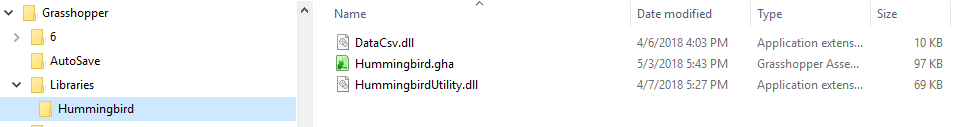 Grasshopper
6
AutoSave
Libraries
Hummingbird
Name Date modified Type Size
DataCsv.dll 4/6/2018 4:03 PM Application extens... 10 KB
Hummingbird.gha 5/3/2018 5:43 PM Grasshopper Asse... 97 KB
HummingbirdUtility.dll 4/7/2018 5:27 PM Application extens... 69 KB